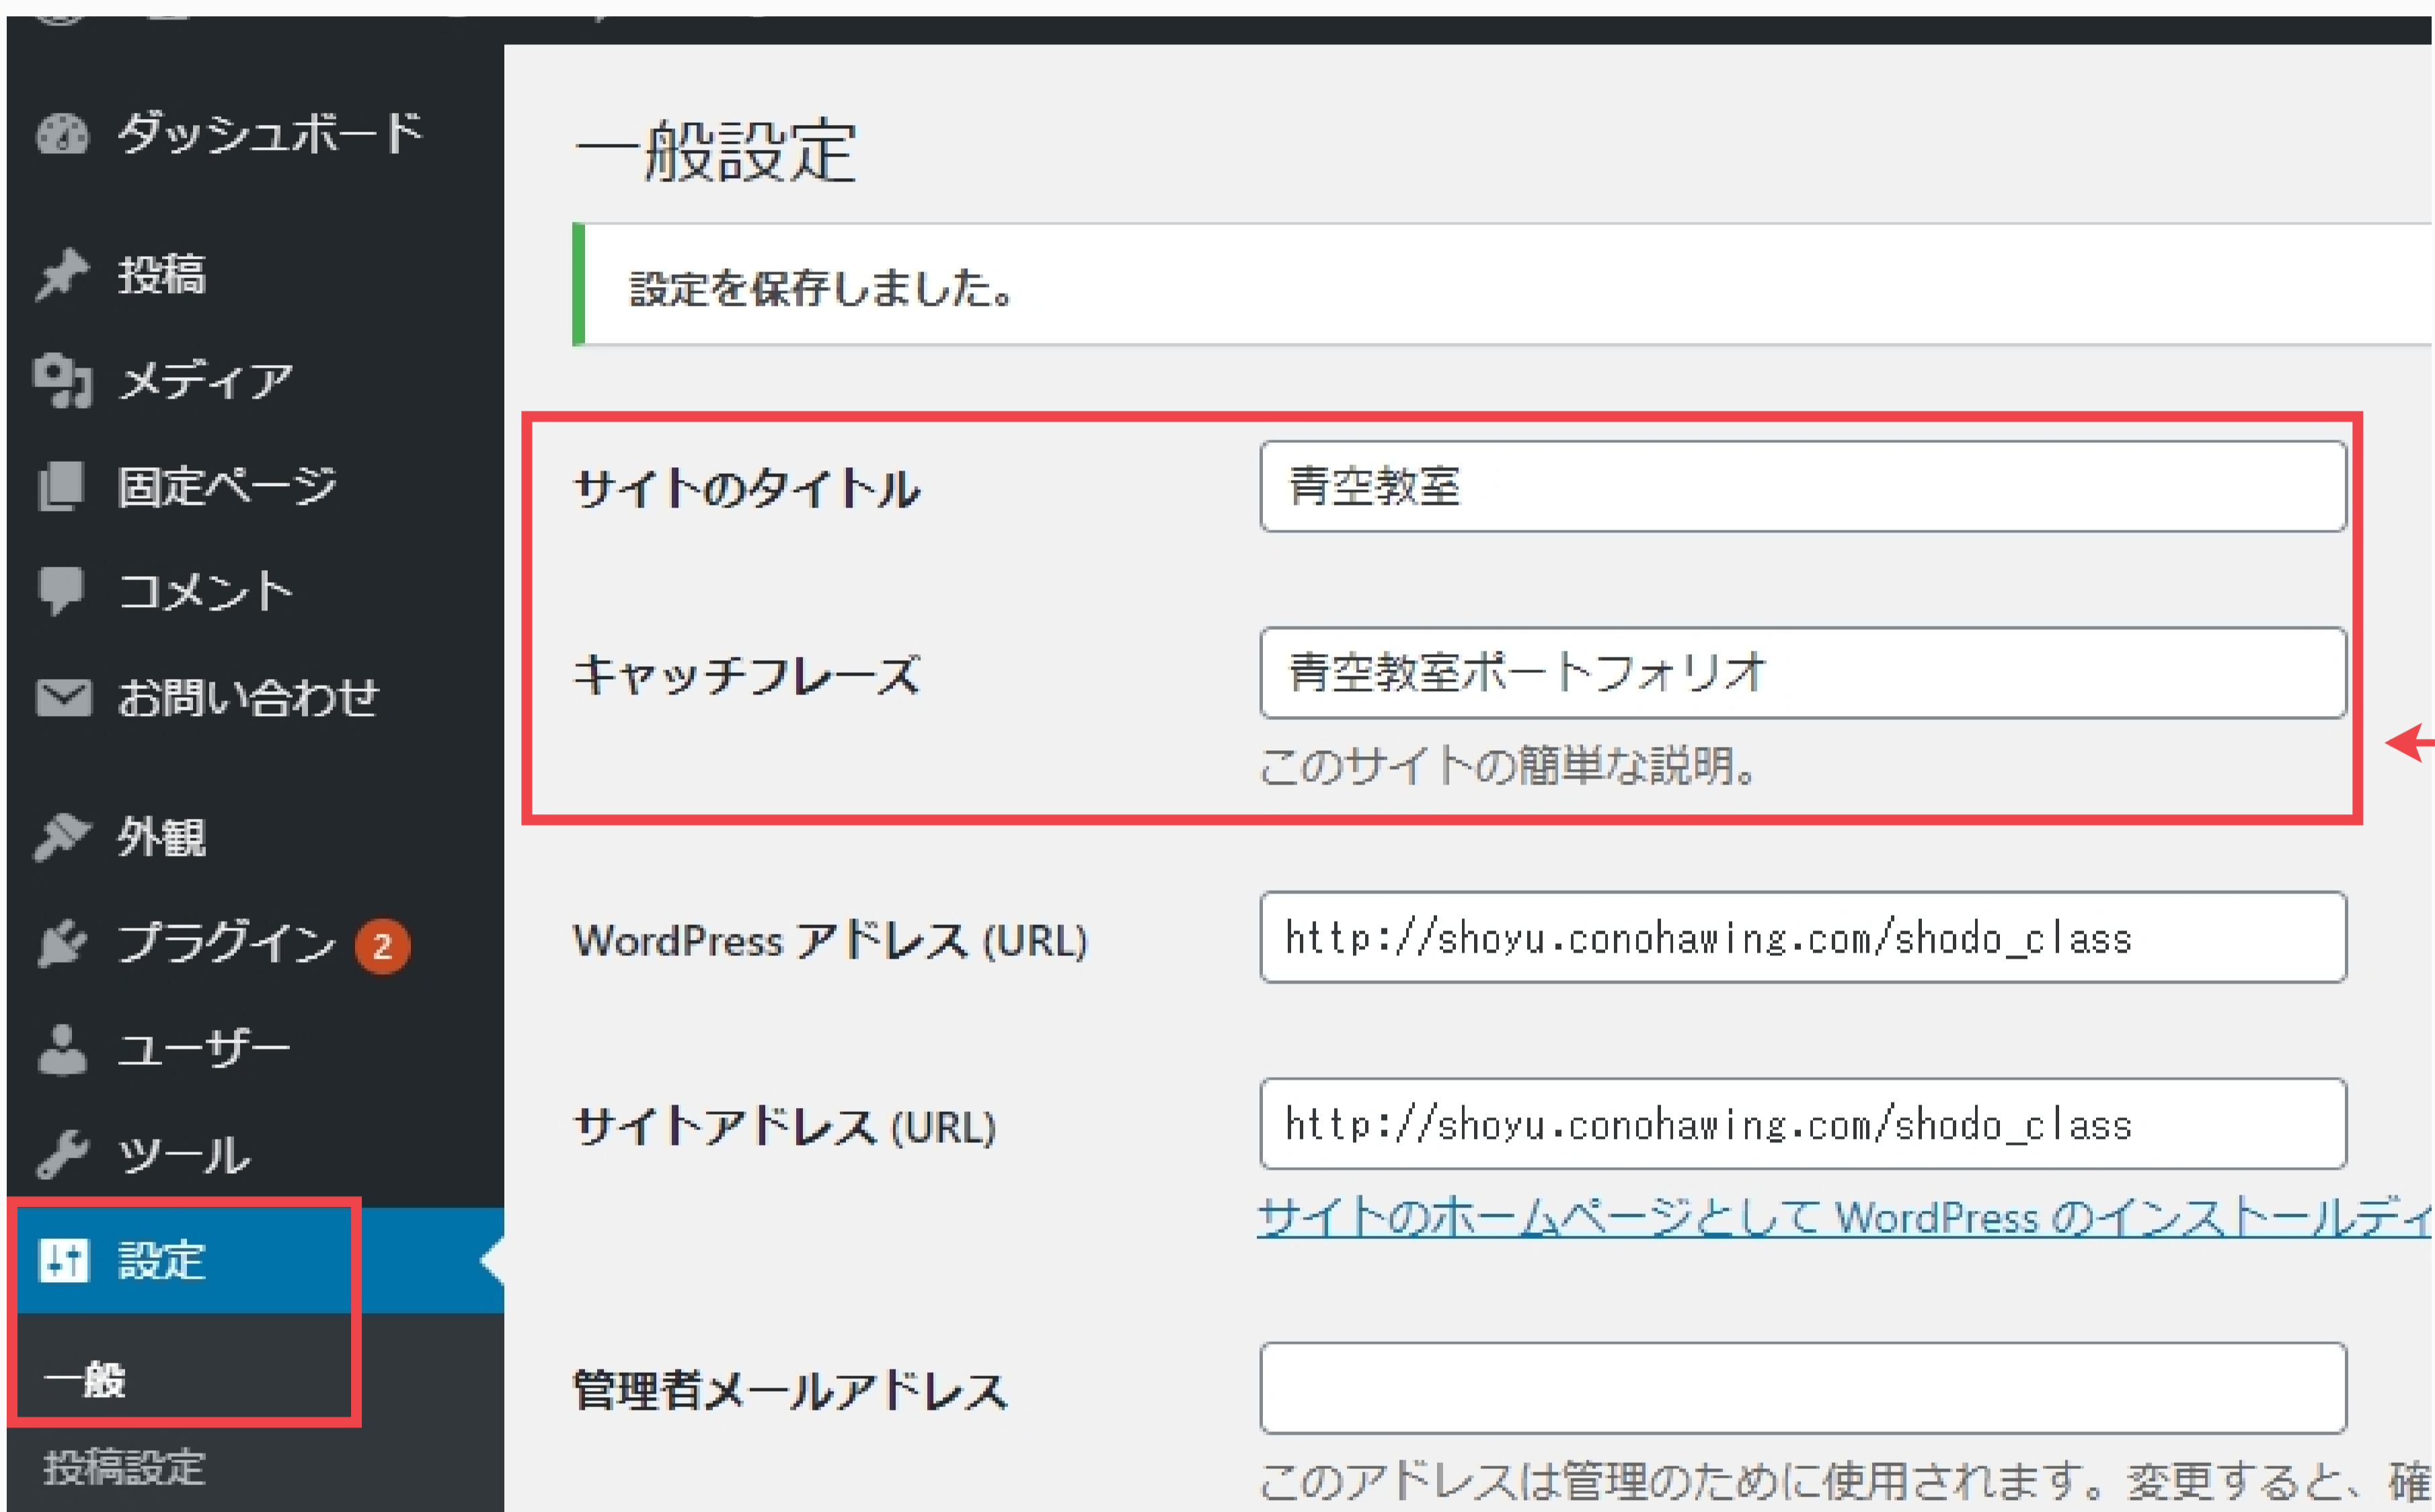 ダッシュボード
投稿
メディア
固定ページ
コメント
お問い合わせ
外観
プラグイン 2
ユーザー
ツール
設定
一般
投稿設定
一般設定
設定を保存しました。
サイトのタイトル
青空教室
キャッチフレーズ
青空教室ポートフォリオ
このサイトの簡単な説明。
WordPress アドレス (URL)
http://shoyu.conohawing.com/shodo_class
サイトアドレス (URL)
http://shoyu.conohawing.com/shodo_class
サイトのホームページとして WordPress のインストールディ
管理者メールアドレス
このアドレスは管理のために使用されます。変更すると、確